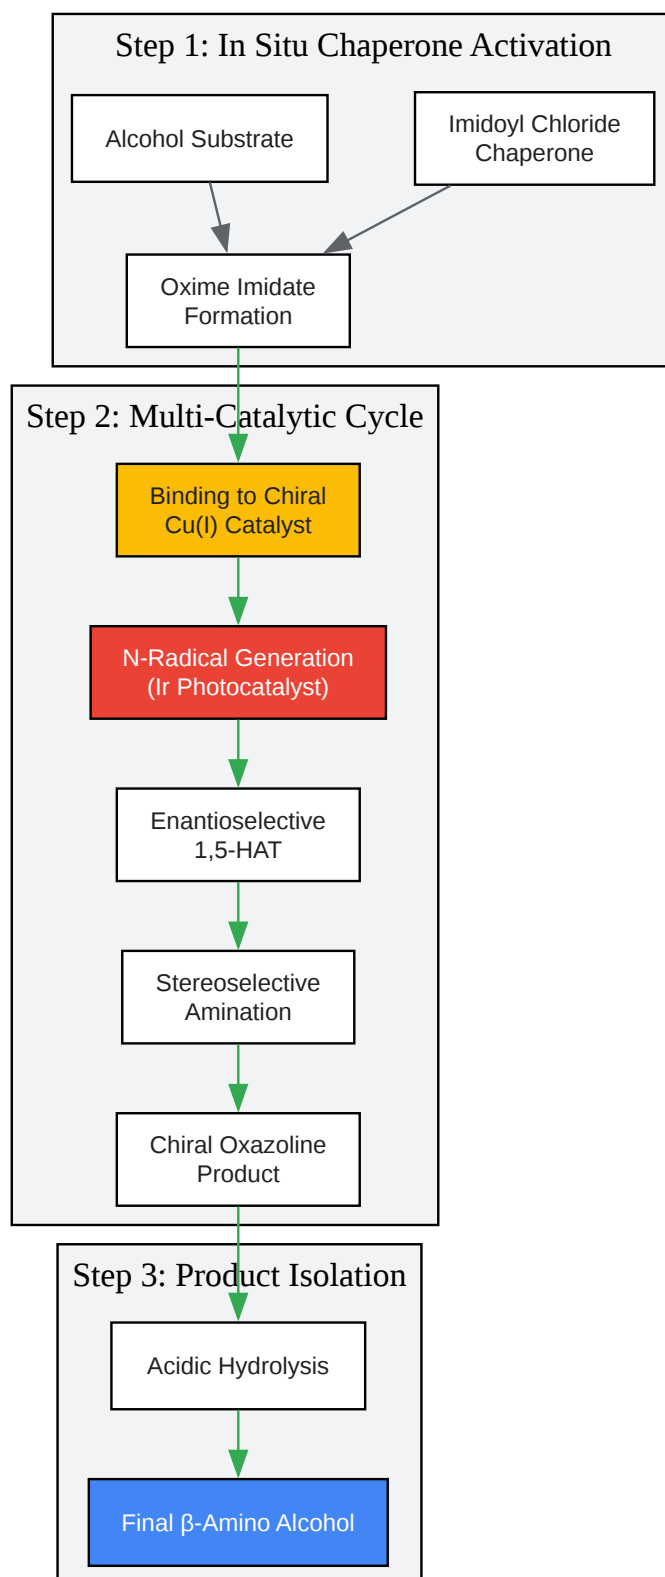 Step 1: In Situ Chaperone Activation
Alcohol Substrate
Imidoyl Chloride
Chaperone
Oxime Imidate
Formation
Step 2: Multi-Catalytic Cycle
Binding to Chiral
Cu(I) Catalyst
N-Radical Generation
(Ir Photocatalyst)
Enantioselective
1,5-HAT
Stereoselective
Amination
Chiral Oxazoline
Product
Step 3: Product Isolation
Acidic Hydrolysis
Final β-Amino Alcohol